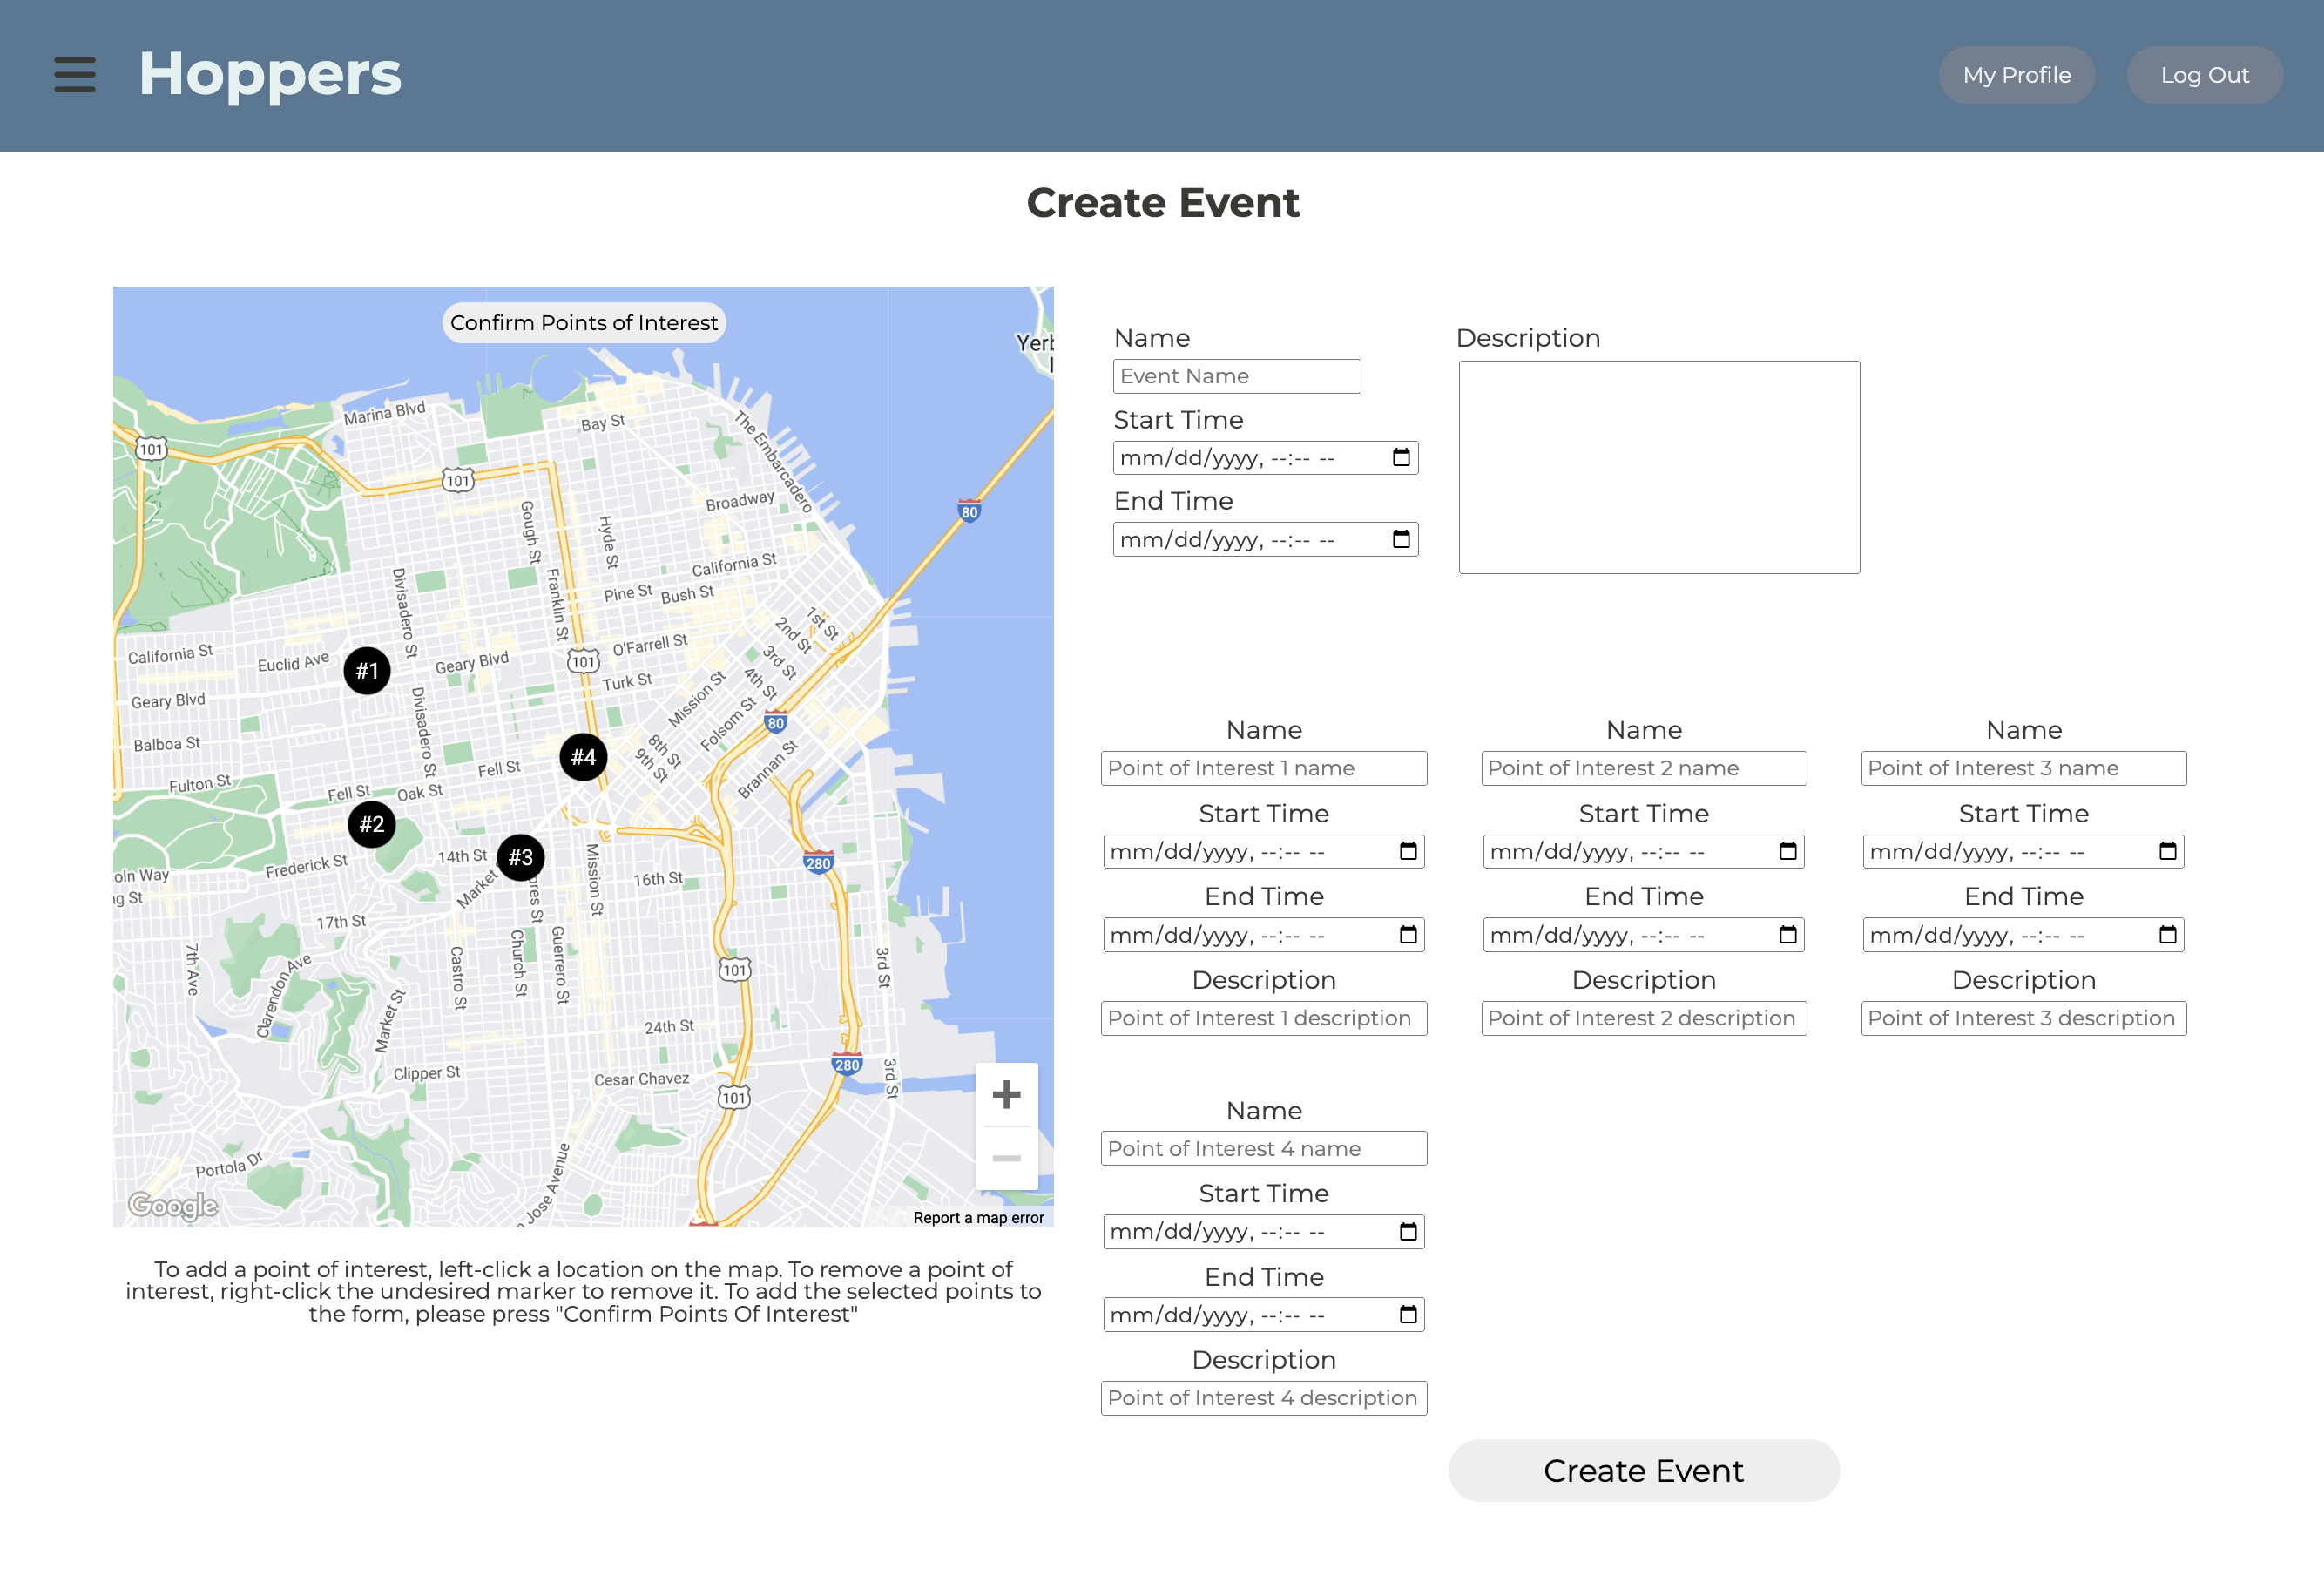 Hoppers
My Profile
Log Out
Create Event
Confirm Points of Interest
Yerb
Marina Blvd
Bay St
The Embarcadero
101
101
Broadway
80
Gough St
Hyde St
California St
Divisadero St
Franklin St
Pine St
Bush St
1st St
2nd St
California St
Euclid Ave
#1
Geary Blvd
101
O'Farrell St
3rd St
4th St
Geary Blvd
Divisadero St
Turk St
Mission St
Folsom St
80
Balboa St
#4
8th St
9th St
Brannan St
Fulton St
Fell St
Fell St
Oak St
#2
14th St
#3
280
Frederick St
Market
oln Way
ores St
Mission St
16th St
ng St
17th St
7th Ave
Clarendon Ave
Castro St
Church St
Guerrero St
101
3rd St
Market St
24th St
280
Clipper St
Cesar Chavez
101
3rd St
Portola Dr
n Jose Avenue
Google
Report a map error
To add a point of interest, left-click a location on the map. To remove a point of
interest, right-click the undesired marker to remove it. To add the selected points to
the form, please press "Confirm Points Of Interest"
Name
Description
Event Name
Start Time
mm/dd/yyyy, --:-- --
End Time
mm/dd/yyyy, --:-- --
Name
Name
Name
Point of Interest 1 name
Point of Interest 2 name
Point of Interest 3 name
Start Time
Start Time
Start Time
mm/dd/yyyy, --:-- --
mm/dd/yyyy, --:-- --
mm/dd/yyyy, --:-- --
End Time
End Time
End Time
mm/dd/yyyy, --:-- --
mm/dd/yyyy, --:-- --
mm/dd/yyyy, --:-- --
Description
Description
Description
Point of Interest 1 description
Point of Interest 2 description
Point of Interest 3 description
Name
Point of Interest 4 name
Start Time
mm/dd/yyyy, --:-- --
End Time
mm/dd/yyyy, --:-- --
Description
Point of Interest 4 description
Create Event